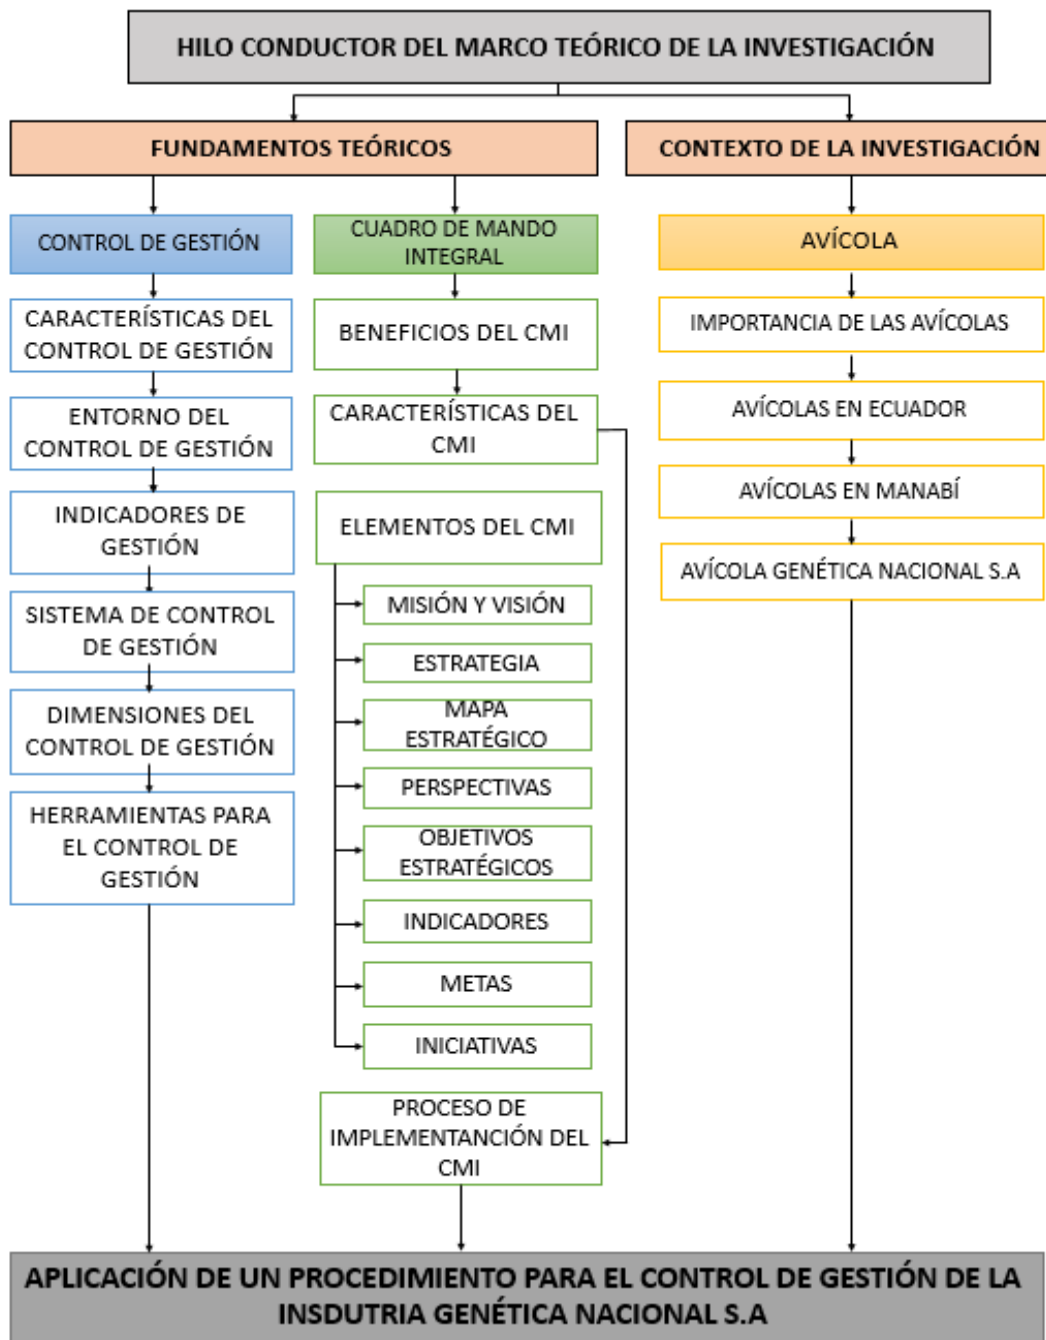 HILO CONDUCTOR DEL MARCO TEÓRICO DE LA INVESTIGACIÓN
FUNDAMENTOS TEÓRICOS
CONTEXTO DE LA INVESTIGACIÓN
CONTROL DE GESTIÓN
CARACTERÍSTICAS DEL
CONTROL DE GESTIÓN
ENTORNO DEL
CONTROL DE GESTIÓN
INDICADORES DE
GESTIÓN
SISTEMA DE CONTROL
DE GESTIÓN
DIMENSIONES DEL
CONTROL DE GESTIÓN
HERRAMIENTAS PARA
EL CONTROL DE
GESTIÓN
CUADRO DE MANDO
INTEGRAL
BENEFICIOS DEL CMI
CARACTERÍSTICAS DEL
CMI
ELEMENTOS DEL CMI
MISIÓN Y VISIÓN
ESTRATEGIA
MAPA
ESTRATÉGICO
PERSPECTIVAS
OBJETIVOS
ESTRATÉGICOS
INDICADORES
METAS
INICIATIVAS
PROCESO DE
IMPLEMENTANCIÓN DEL
CMI
AVÍCOLA
IMPORTANCIA DE LAS AVÍCOLAS
AVÍCOLAS EN ECUADOR
AVÍCOLAS EN MANABÍ
AVÍCOLA GENÉTICA NACIONAL S.A
APLICACIÓN DE UN PROCEDIMIENTO PARA EL CONTROL DE GESTIÓN DE LA
INSDUTRIA GENÉTICA NACIONAL S.A